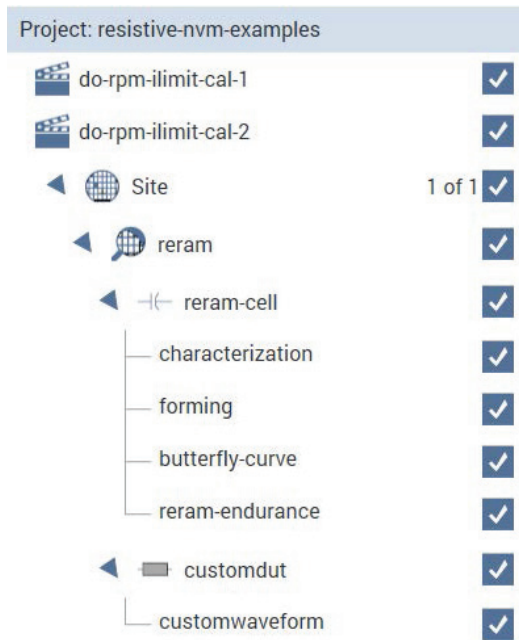 Project: resistive-nvm-examples
do-rpm-ilimit-cal-1
do-rpm-ilimit-cal-2
Site 1 of 1
reram
reram-cell
characterization
forming
butterfly-curve
reram-endurance
customdut
customwaveform